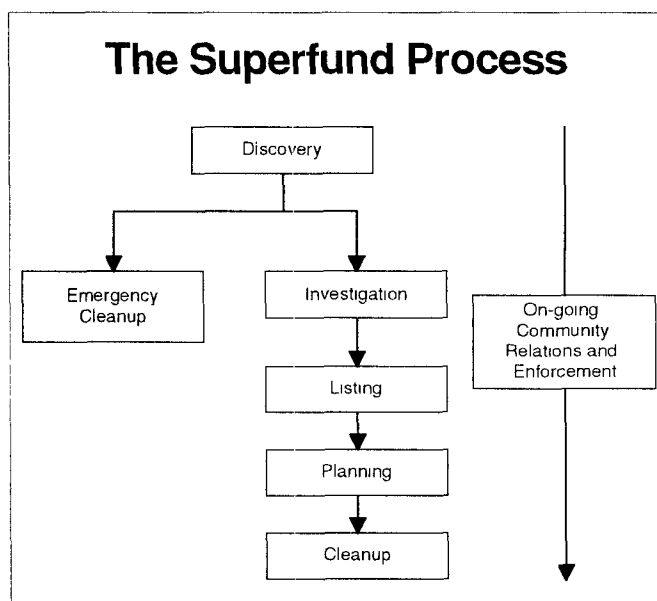 The Superfund Process
Discovery
Emergency
Cleanup
Investigation
On-going
Community
Relations and
Enforcement
Listing
Planning
Cleanup